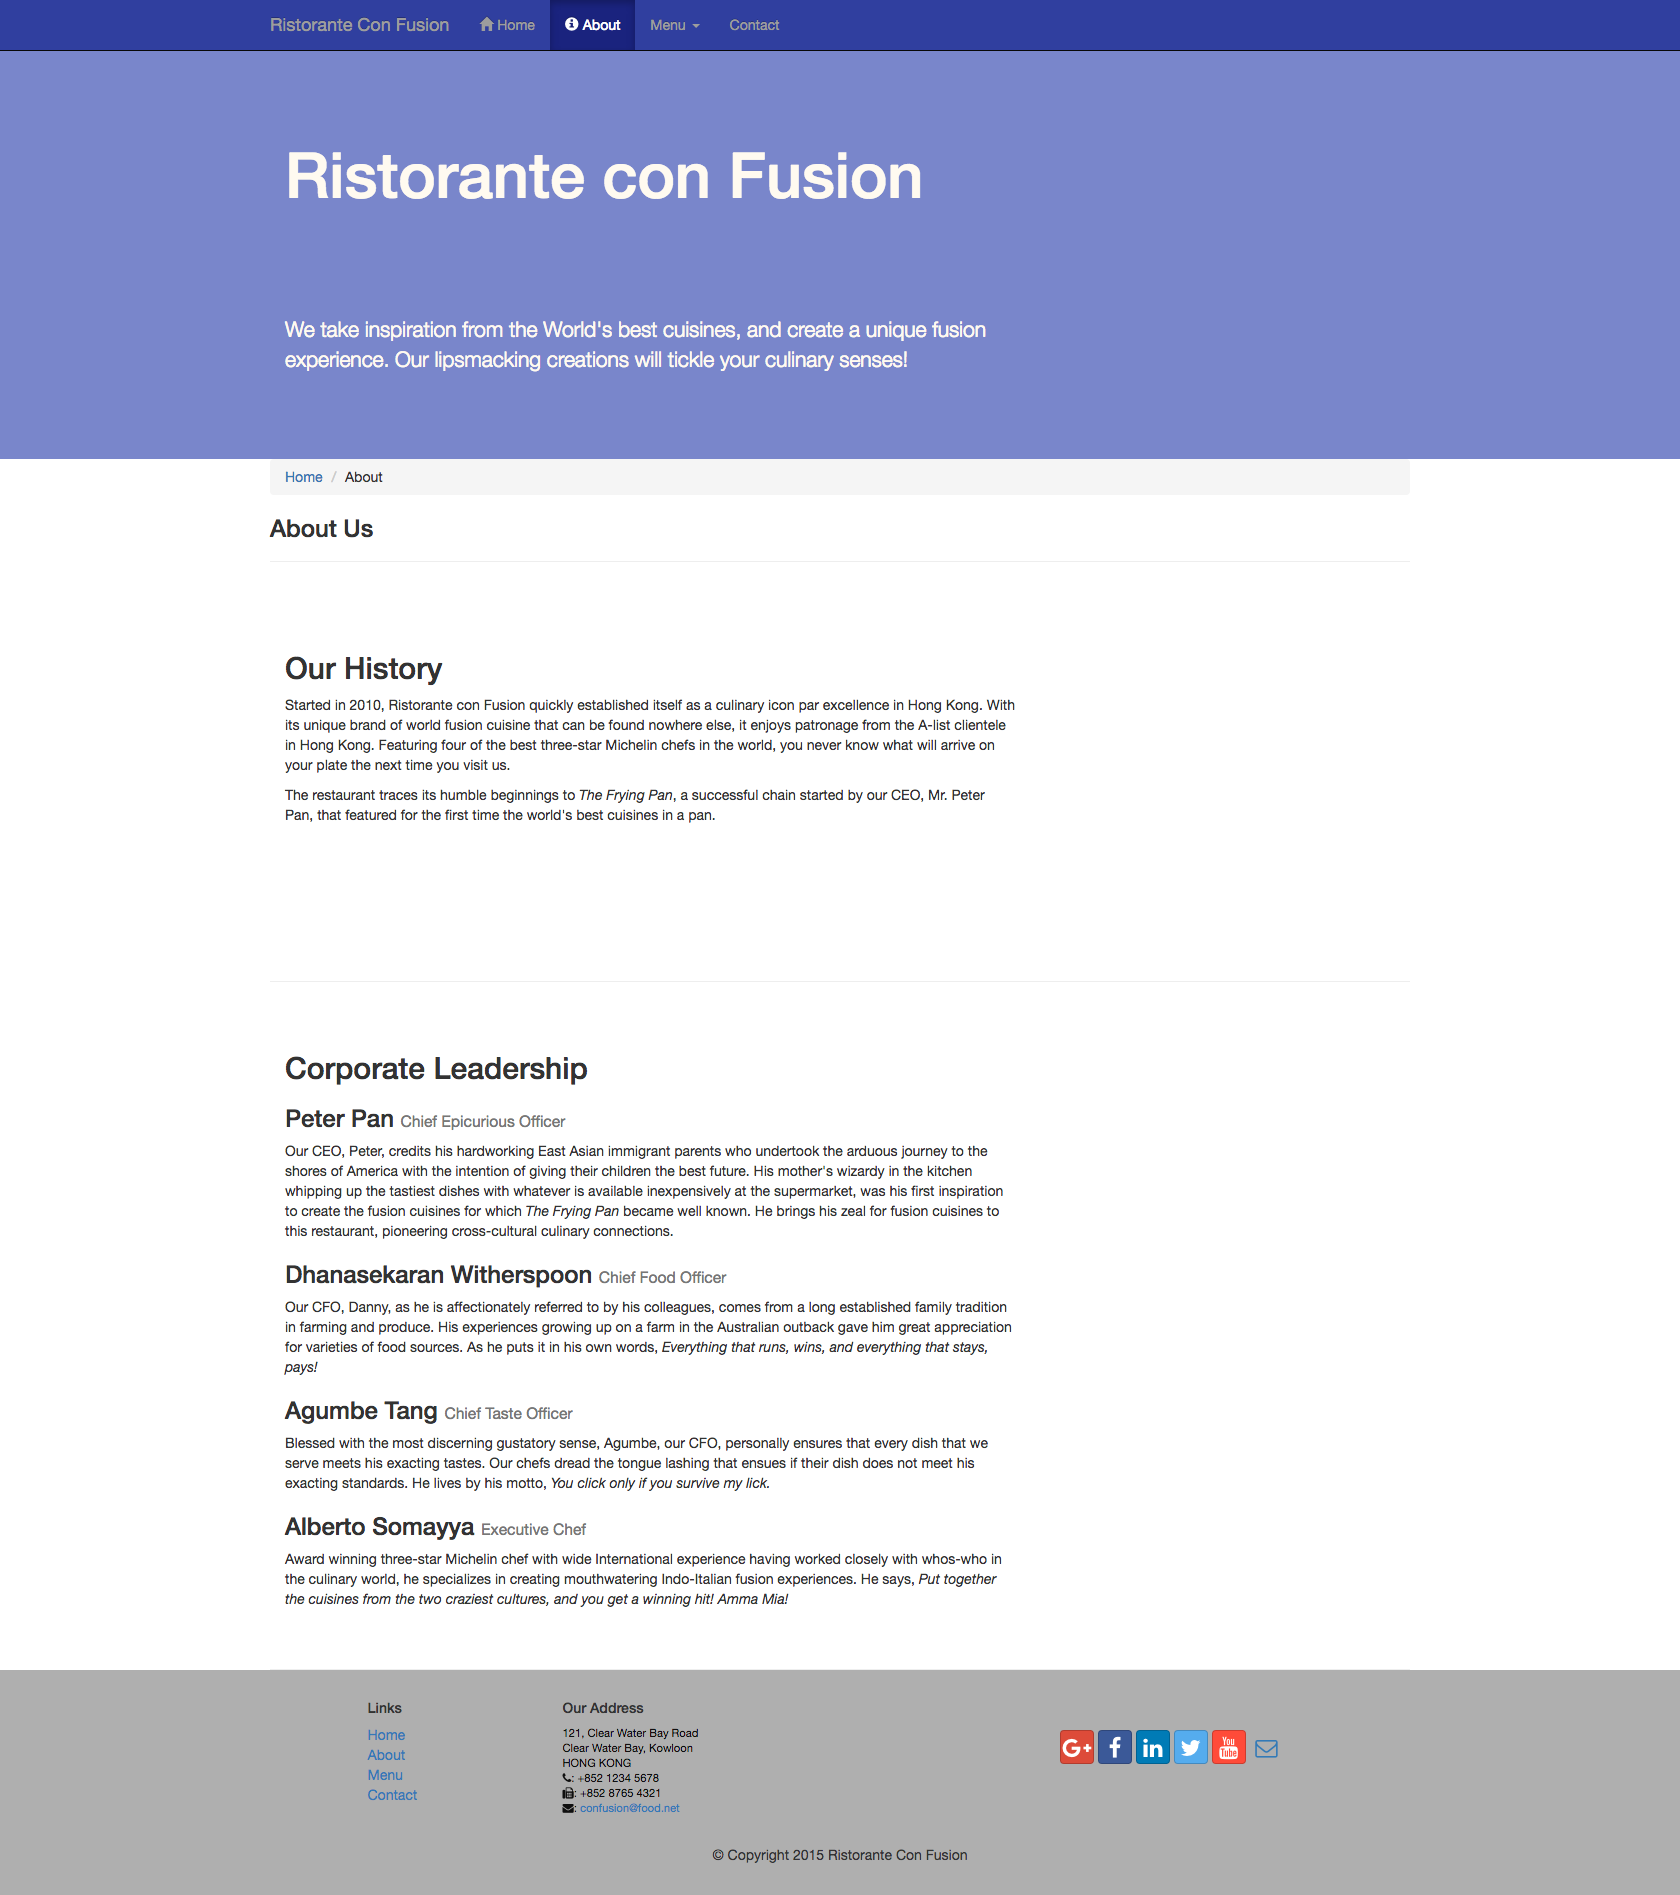 Ristorante Con Fusion Home About Menu Contact
Ristorante con Fusion
We take inspiration from the World's best cuisines, and create a unique fusion
experience. Our lipsmacking creations will tickle your culinary senses!
Home / About
About Us
Our History
Started in 2010, Ristorante con Fusion quickly established itself as a culinary icon par excellence in Hong Kong. With
its unique brand of world fusion cuisine that can be found nowhere else, it enjoys patronage from the A-list clientele
in Hong Kong. Featuring four of the best three-star Michelin chefs in the world, you never know what will arrive on
your plate the next time you visit us.
The restaurant traces its humble beginnings to The Frying Pan, a successful chain started by our CEO, Mr. Peter
Pan, that featured for the first time the world's best cuisines in a pan.
Corporate Leadership
Peter Pan Chief Epicurious Officer
Our CEO, Peter, credits his hardworking East Asian immigrant parents who undertook the arduous journey to the
shores of America with the intention of giving their children the best future. His mother's wizardy in the kitchen
whipping up the tastiest dishes with whatever is available inexpensively at the supermarket, was his first inspiration
to create the fusion cuisines for which The Frying Pan became well known. He brings his zeal for fusion cuisines to
this restaurant, pioneering cross-cultural culinary connections.
Dhanasekaran Witherspoon Chief Food Officer
Our CFO, Danny, as he is affectionately referred to by his colleagues, comes from a long established family tradition
in farming and produce. His experiences growing up on a farm in the Australian outback gave him great appreciation
for varieties of food sources. As he puts it in his own words, Everything that runs, wins, and everything that stays,
pays!
Agumbe Tang Chief Taste Officer
Blessed with the most discerning gustatory sense, Agumbe, our CFO, personally ensures that every dish that we
serve meets his exacting tastes. Our chefs dread the tongue lashing that ensues if their dish does not meet his
exacting standards. He lives by his motto, You click only if you survive my lick.
Alberto Somayya Executive Chef
Award winning three-star Michelin chef with wide International experience having worked closely with whos-who in
the culinary world, he specializes in creating mouthwatering Indo-Italian fusion experiences. He says, Put together
the cuisines from the two craziest cultures, and you get a winning hit! Amma Mia!
Links
Home
About
Menu
Contact
Our Address
121, Clear Water Bay Road
Clear Water Bay, Kowloon
HONG KONG
: +852 1234 5678
: +852 8765 4321
: confusion@food.net
G+ f in You Tube
© Copyright 2015 Ristorante Con Fusion